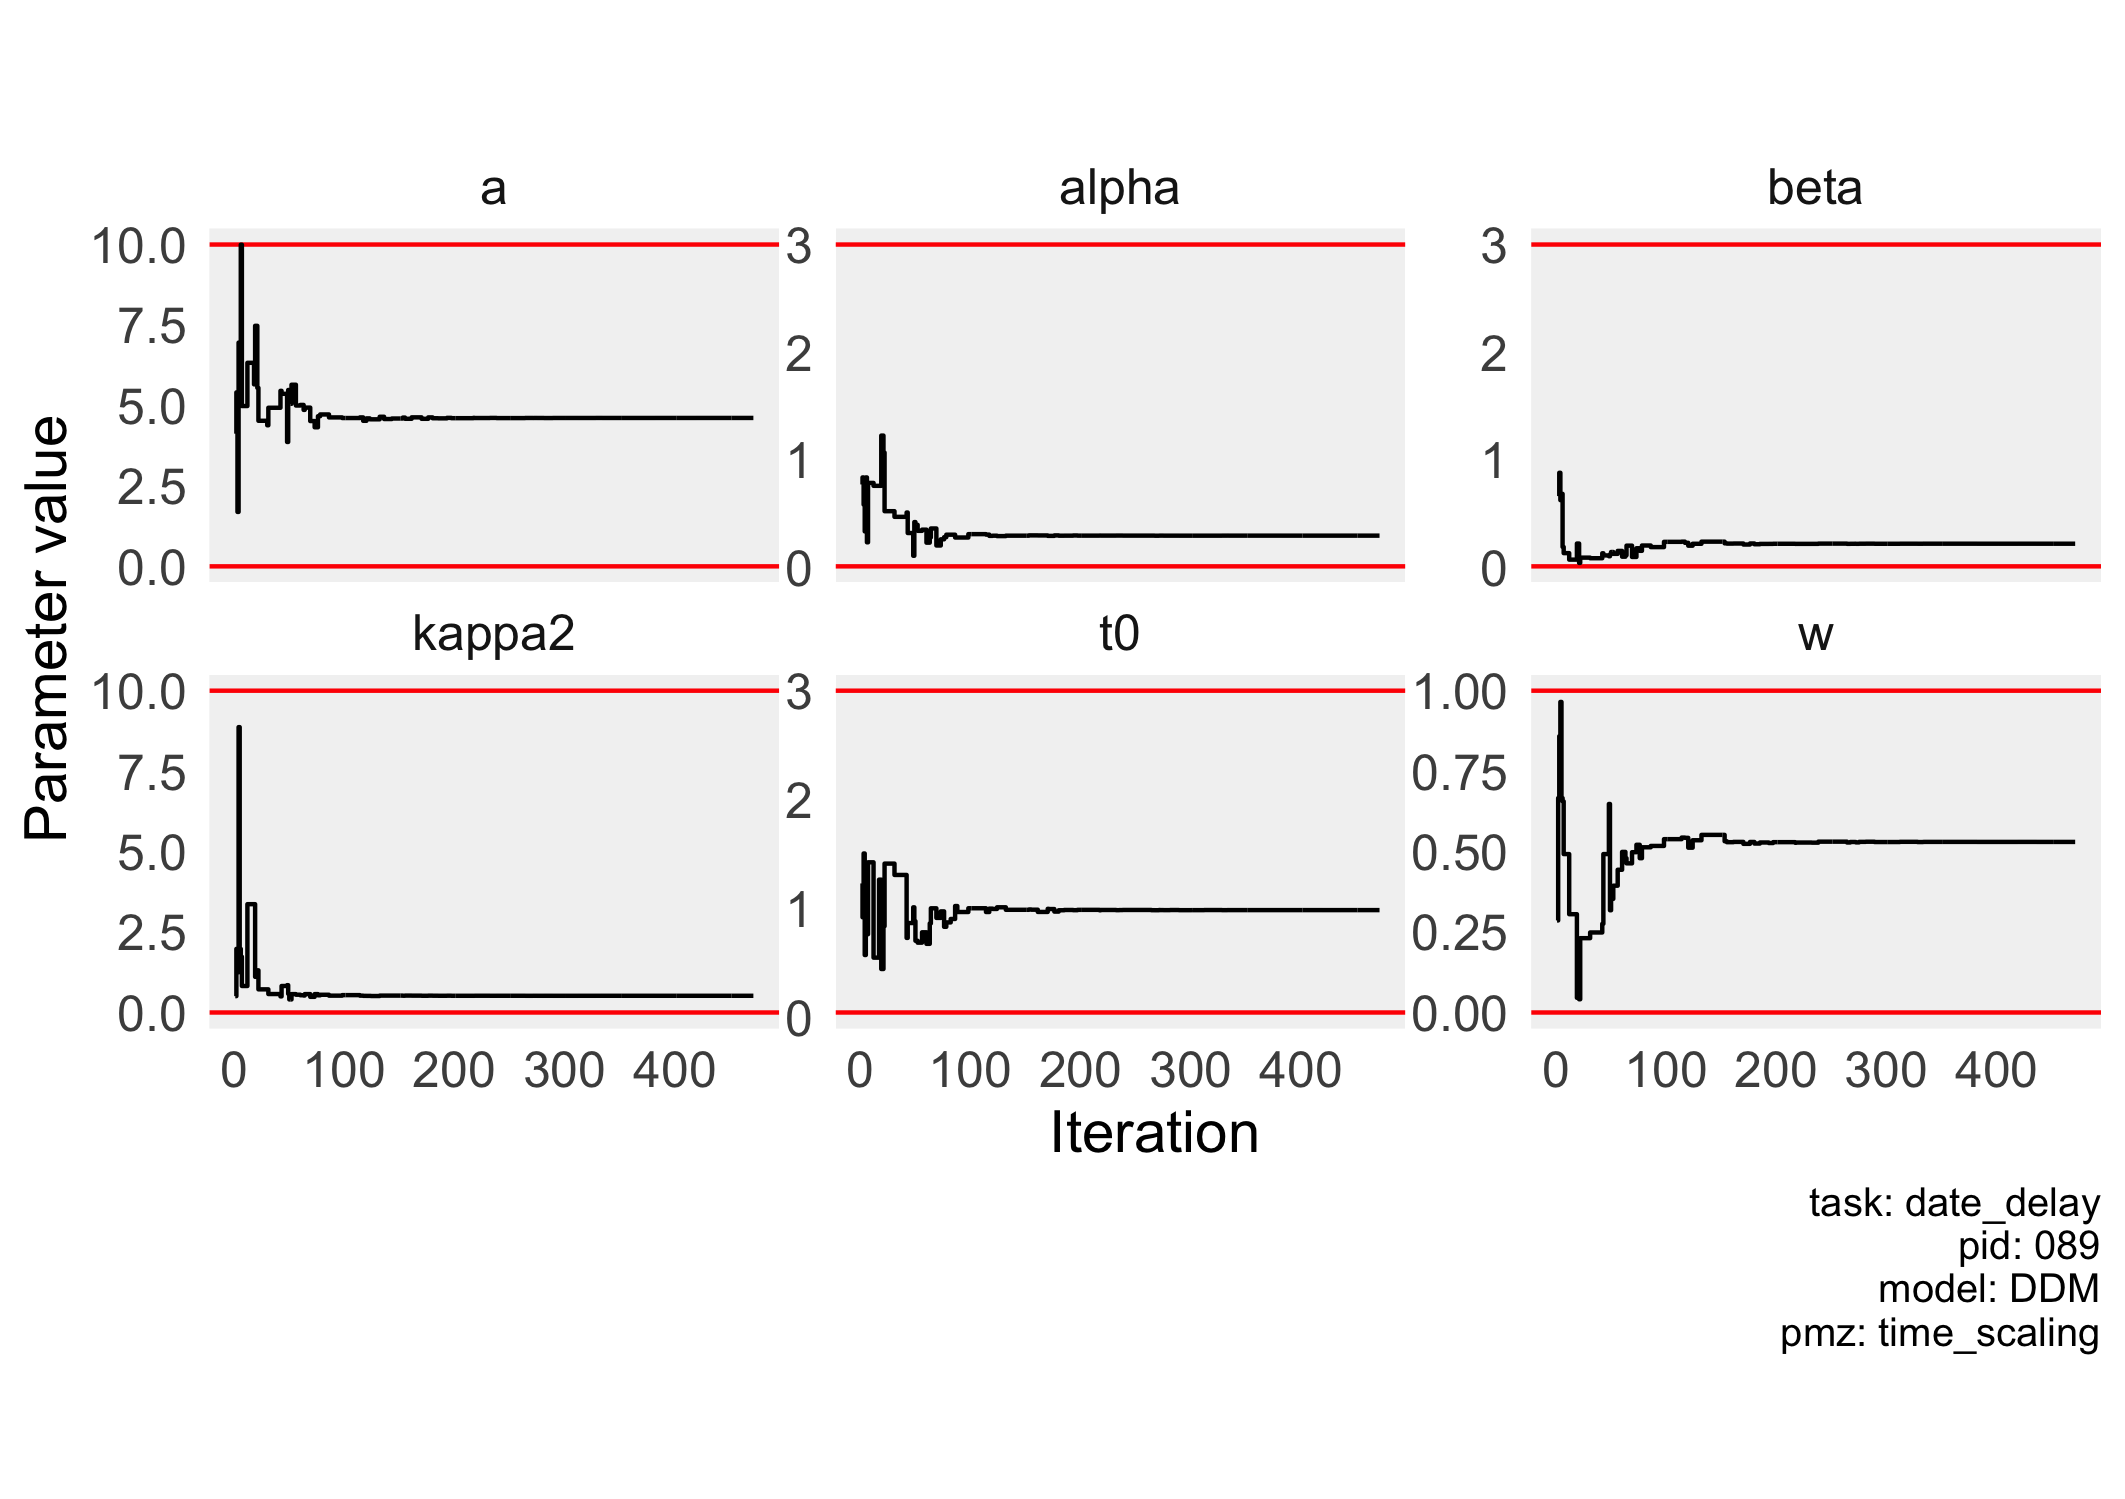 a
alpha
beta
10.0
7.5
5.0
2.5
0.0
3
2
1
0
3
2
1
0
kappa2
t0
w
10.0
7.5
5.0
2.5
0.0
3
2
1
0
1.00
0.75
0.50
0.25
0.00
0 100 200 300 400
0 100 200 300 400
0 100 200 300 400
Parameter value
Iteration
task: date_delay
pid: 089
model: DDM
pmz: time_scaling